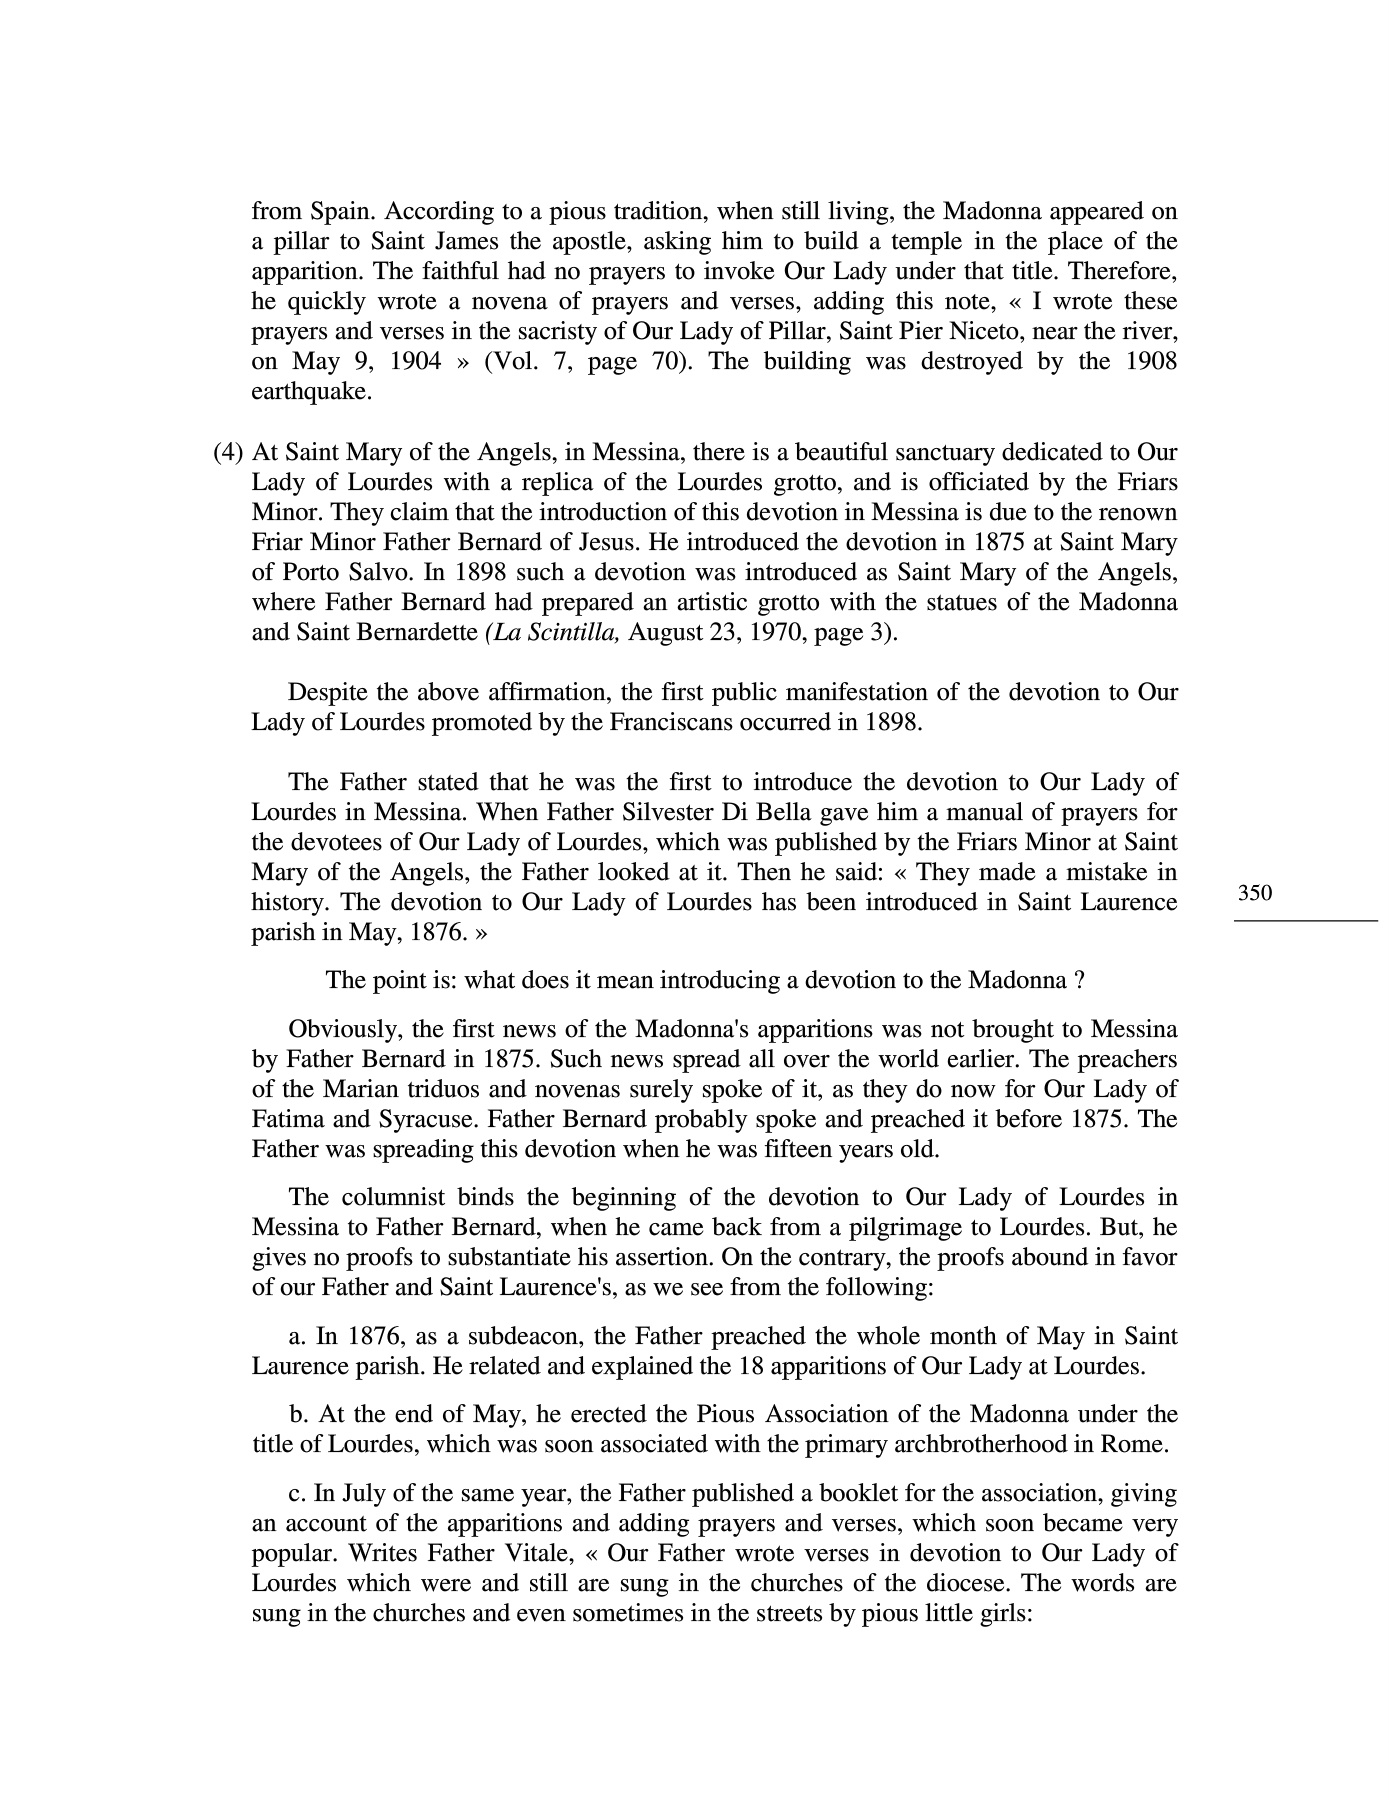 from Spain. According to a pious tradition, when still living, the Madonna appeared on
a pillar to Saint James the apostle, asking him to build a temple in the place of the
apparition. The faithful had no prayers to invoke Our Lady under that title. Therefore,
he quickly wrote a novena of prayers and verses, adding this note, « I wrote these
prayers and verses in the sacristy of Our Lady of Pillar, Saint Pier Niceto, near the river,
on May 9, 1904 » (Vol. 7, page 70). The building was destroyed by the 1908
earthquake.
(4) At Saint Mary of the Angels, in Messina, there is a beautiful sanctuary dedicated to Our
Lady of Lourdes with a replica of the Lourdes grotto, and is officiated by the Friars
Minor. They claim that the introduction of this devotion in Messina is due to the renown
Friar Minor Father Bernard of Jesus. He introduced the devotion in 1875 at Saint Mary
of Porto Salvo. In 1898 such a devotion was introduced as Saint Mary of the Angels,
where Father Bernard had prepared an artistic grotto with the statues of the Madonna
and Saint Bernardette (La Scintilla, August 23, 1970, page 3).
Despite the above affirmation, the first public manifestation of the devotion to Our
Lady of Lourdes promoted by the Franciscans occurred in 1898.
The Father stated that he was the first to introduce the devotion to Our Lady of
Lourdes in Messina. When Father Silvester Di Bella gave him a manual of prayers for
the devotees of Our Lady of Lourdes, which was published by the Friars Minor at Saint
Mary of the Angels, the Father looked at it. Then he said: « They made a mistake in
history. The devotion to Our Lady of Lourdes has been introduced in Saint Laurence
parish in May, 1876. »
350
The point is: what does it mean introducing a devotion to the Madonna ?
Obviously, the first news of the Madonna's apparitions was not brought to Messina
by Father Bernard in 1875. Such news spread all over the world earlier. The preachers
of the Marian triduos and novenas surely spoke of it, as they do now for Our Lady of
Fatima and Syracuse. Father Bernard probably spoke and preached it before 1875. The
Father was spreading this devotion when he was fifteen years old.
The columnist binds the beginning of the devotion to Our Lady of Lourdes in
Messina to Father Bernard, when he came back from a pilgrimage to Lourdes. But, he
gives no proofs to substantiate his assertion. On the contrary, the proofs abound in favor
of our Father and Saint Laurence's, as we see from the following:
a. In 1876, as a subdeacon, the Father preached the whole month of May in Saint
Laurence parish. He related and explained the 18 apparitions of Our Lady at Lourdes.
b. At the end of May, he erected the Pious Association of the Madonna under the
title of Lourdes, which was soon associated with the primary archbrotherhood in Rome.
c. In July of the same year, the Father published a booklet for the association, giving
an account of the apparitions and adding prayers and verses, which soon became very
popular. Writes Father Vitale, « Our Father wrote verses in devotion to Our Lady of
Lourdes which were and still are sung in the churches of the diocese. The words are
sung in the churches and even sometimes in the streets by pious little girls: